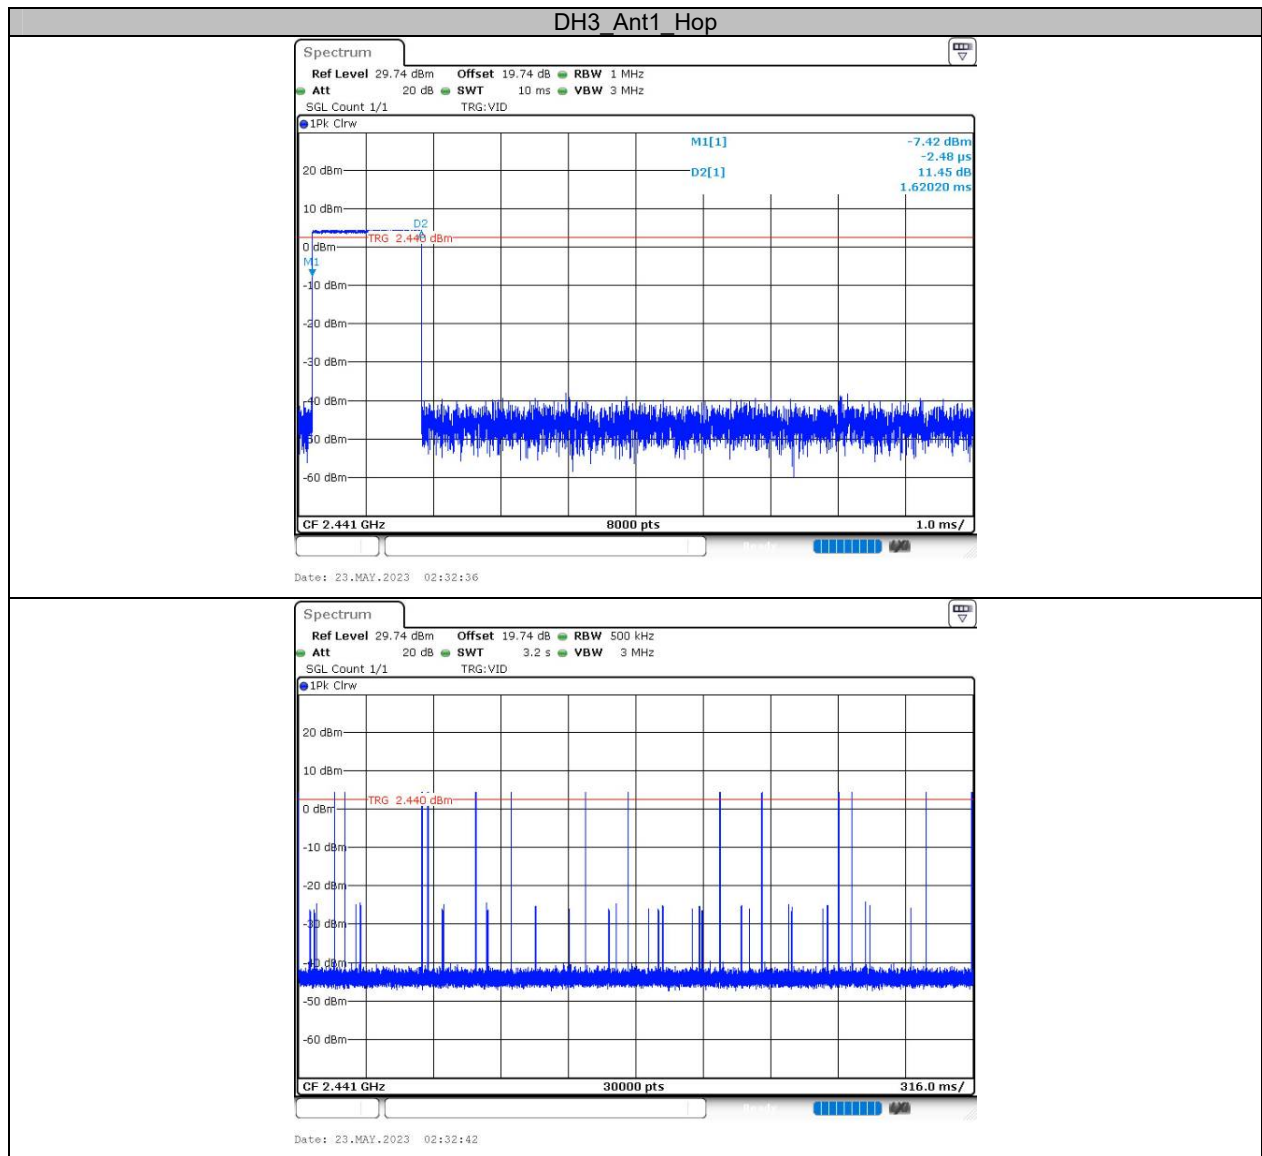 DH3_Ant1_Hop
Spectrum
Ref Level 29.74 dBm Offset 19.74 dB RBW 1 MHz
Att 20 dB SWT 10 ms VBW 3 MHz
SGL Count 1/1 TRG:VID
1Pk Clrw
M1[1] -7.42 dBm
-2.48 µs
20 dBm D2[1] 11.45 dB
1.62020 ms
10 dBm
D2
TRG 2.440 dBm
0 dBm
M1
-10 dBm
-20 dBm
-30 dBm
-40 dBm
-50 dBm
-60 dBm
CF 2.441 GHz 8000 pts 1.0 ms/
Date: 23.MAY.2023 02:32:36
Spectrum
Ref Level 29.74 dBm Offset 19.74 dB RBW 500 kHz
Att 20 dB SWT 3.2 s VBW 3 MHz
SGL Count 1/1 TRG:VID
1Pk Clrw
20 dBm
10 dBm
TRG 2.440 dBm
0 dBm
-10 dBm
-20 dBm
-30 dBm
-40 dBm
-50 dBm
-60 dBm
CF 2.441 GHz 30000 pts 316.0 ms/
Date: 23.MAY.2023 02:32:42